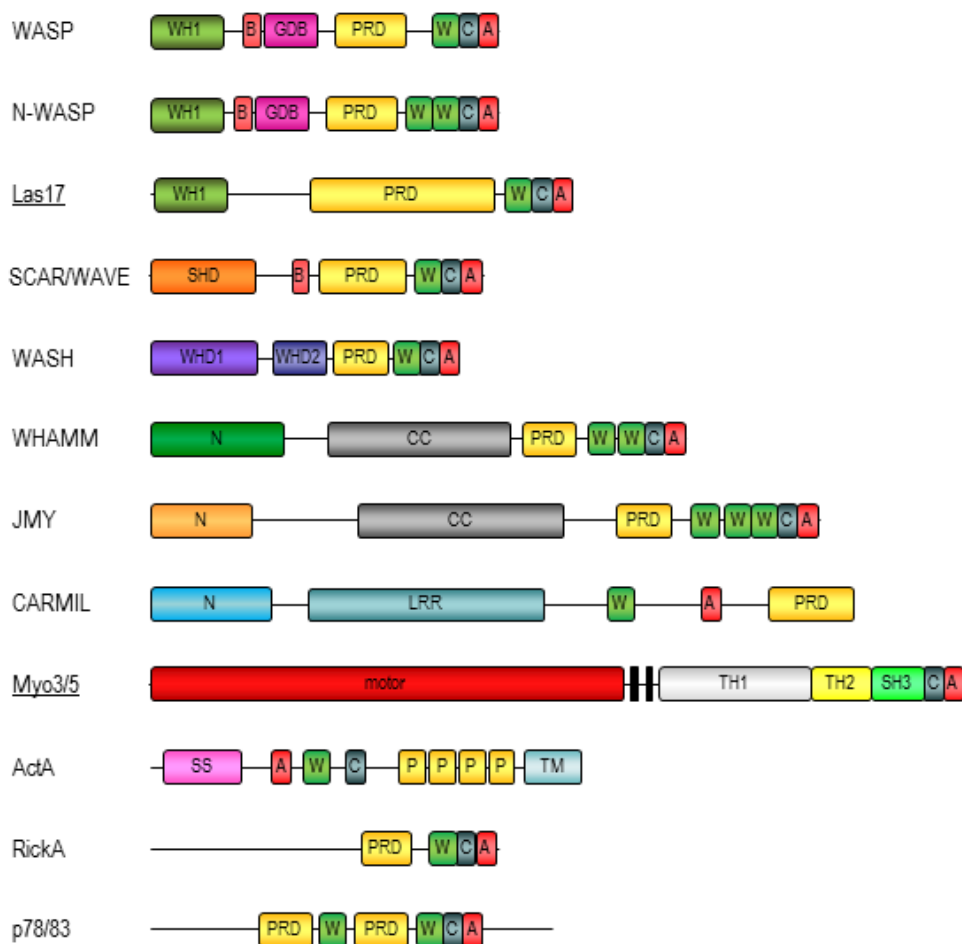 WASP WH1 B GDB PRD W C A
N-WASP WH1 B GDB PRD W W C A
Las17 WH1 PRD W C A
SCAR/WAVE SHD B PRD W C A
WASH WHD1 WHD2 PRD W C A
WHAMM N CC PRD W W C A
JMY N CC PRD W W W C A
CARMIL N LRR W A PRD
Myo3/5 motor TH1 TH2 SH3 C A
ActA SS A W C P P P P TM
RickA PRD W C A
p78/83 PRD W PRD W C A